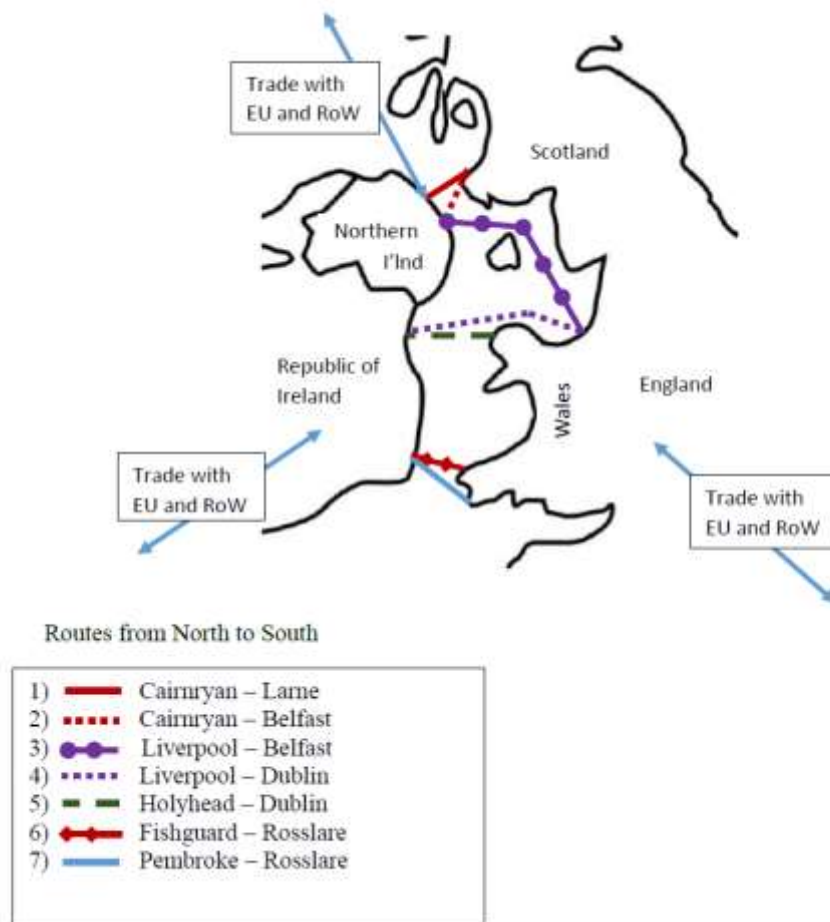 Trade with
EU and RoW
Scotland
Northern
I'lnd
Republic of
Ireland
Wales
England
Trade with
EU and RoW
Trade with
EU and RoW
Routes from North to South
1) Cairnryan – Larne
2) Cairnryan – Belfast
3) Liverpool – Belfast
4) Liverpool – Dublin
5) Holyhead – Dublin
6) Fishguard – Rosslare
7) Pembroke – Rosslare